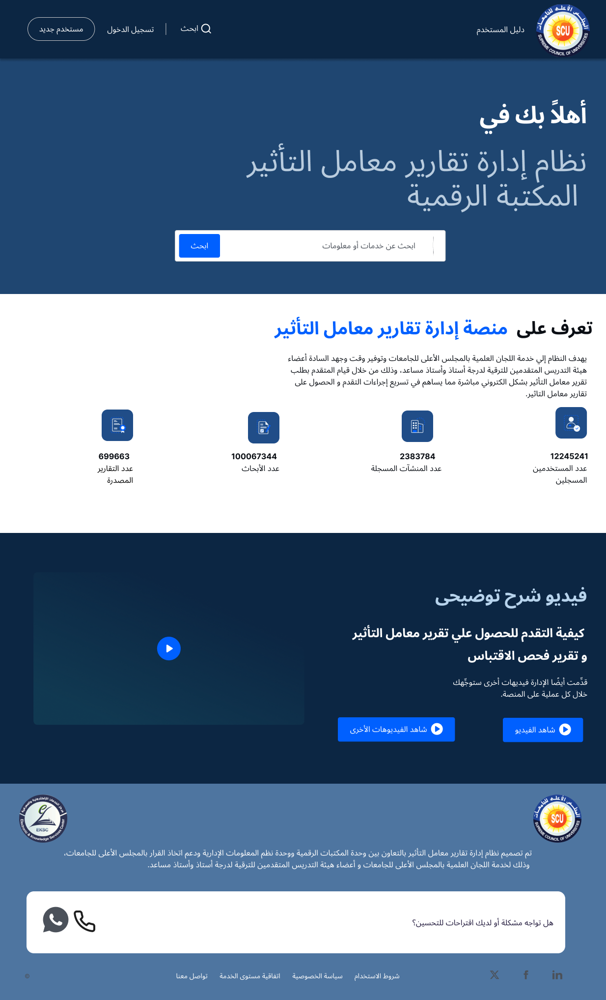 المجلس الأعلى للجامعات
SCU
SUPREME COUNCIL OF UNIVERSITIES
دليل المستخدم
ابحث
تسجيل الدخول
مستخدم جديد
أهلاً بك في
نظام إدارة تقارير معامل التأثير
المكتبة الرقمية
ابحث عن خدمات أو معلومات
ابحث
تعرف على منصة إدارة تقارير معامل التأثير
يهدف النظام إلي خدمة اللجان العلمية بالمجلس الأعلى للجامعات وتوفير وقت وجهد السادة أعضاء
هيئة التدريس المتقدمين للترقية لدرجة أستاذ وأستاذ مساعد، وذلك من خلال قيام المتقدم بطلب
تقرير معامل التأثير بشكل الكتروني مباشرة مما يساهم في تسريع إجراءات التقدم و الحصول على
تقارير معامل التاثير.
12245241
عدد المستخدمين
المسجلين
2383784
عدد المنشآت المسجلة
100067344
عدد الأبحاث
699663
عدد التقارير
المصدرة
فيديو شرح توضيحى
كيفية التقدم للحصول علي تقرير معامل التأثير
و تقرير فحص الاقتباس
قدِّمت أيضًا الإدارة فيديهات أخرى ستوجِّهك
خلال كل عملية على المنصة.
شاهد الفيديو
شاهد الفيديوهات الأخرى
المجلس الأعلى للجامعات
SCU
SUPREME COUNCIL OF UNIVERSITIES
مركز الخدمات الإلكترونية والمعرفية
EKSC
Electronic & Knowledge Services Center
تم تصميم نظام إدارة تقارير معامل التأثير بالتعاون بين وحدة المكتبات الرقمية ووحدة نظم المعلومات الإدارية ودعم اتخاذ القرار بالمجلس الأعلى للجامعات،
وذلك لخدمة اللجان العلمية بالمجلس الأعلى للجامعات و أعضاء هيئة التدريس المتقدمين للترقية لدرجة أستاذ وأستاذ مساعد.
هل تواجه مشكلة أو لديك اقتراحات للتحسين؟
شروط الاستخدام
سياسة الخصوصية
اتفاقية مستوى الخدمة
تواصل معنا
©